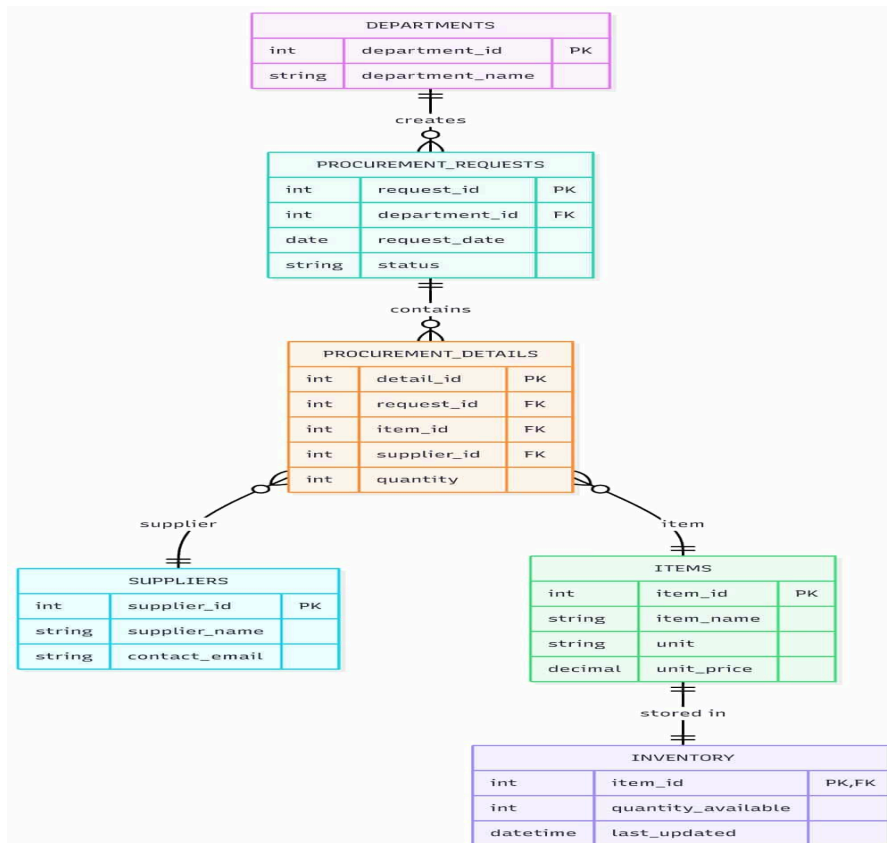 DEPARTMENTS
int department_id PK
string department_name
creates
PROCUREMENT_REQUESTS
int request_id PK
int department_id FK
date request_date
string status
contains
PROCUREMENT_DETAILS
int detail_id PK
int request_id FK
int item_id FK
int supplier_id FK
int quantity
supplier
item
SUPPLIERS
int supplier_id PK
string supplier_name
string contact_email
ITEMS
int item_id PK
string item_name
string unit
decimal unit_price
stored in
INVENTORY
int item_id PK,FK
int quantity_available
datetime last_updated